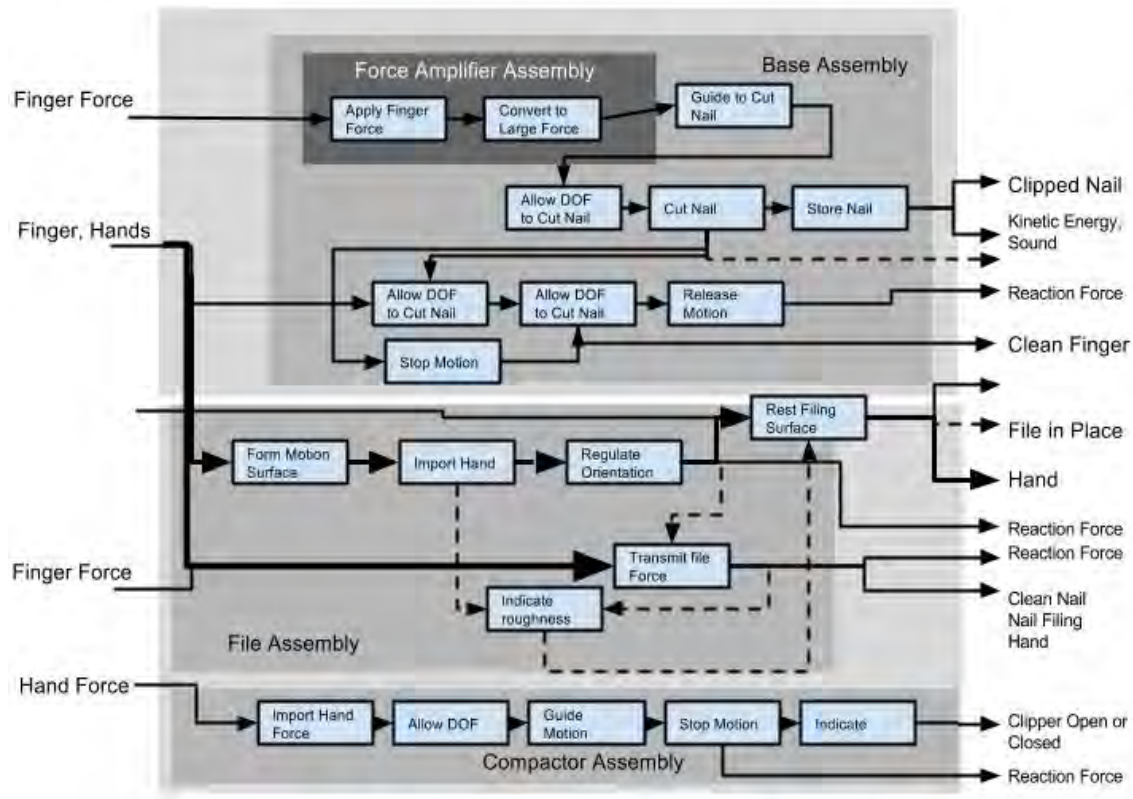 Force Amplifier Assembly
Base Assembly
Finger Force
Apply Finger
Force
Convert to
Large Force
Guide to Cut
Nail
Allow DOF
to Cut Nail
Cut Nail
Store Nail
Clipped Nail
Kinetic Energy,
Sound
Finger, Hands
Allow DOF
to Cut Nail
Allow DOF
to Cut Nail
Release
Motion
Reaction Force
Stop Motion
Clean Finger
Rest Filing
Surface
File in Place
Form Motion
Surface
Import Hand
Regulate
Orientation
Hand
Reaction Force
Transmit file
Force
Reaction Force
Finger Force
Indicate
roughness
Clean Nail
Nail Filing
Hand
File Assembly
Hand Force
Import Hand
Force
Allow DOF
Guide
Motion
Stop Motion
Indicate
Clipper Open or
Closed
Compactor Assembly
Reaction Force